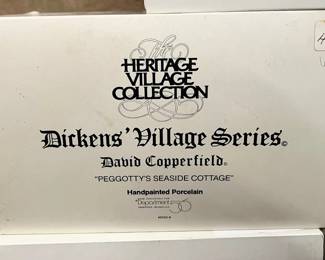 The
HERITAGE
VILLAGE
COLLECTION
Dickens' Village Series©
David Copperfield®
"PEGGOTTY'S SEASIDE COTTAGE"
Handpainted Porcelain
Department 56